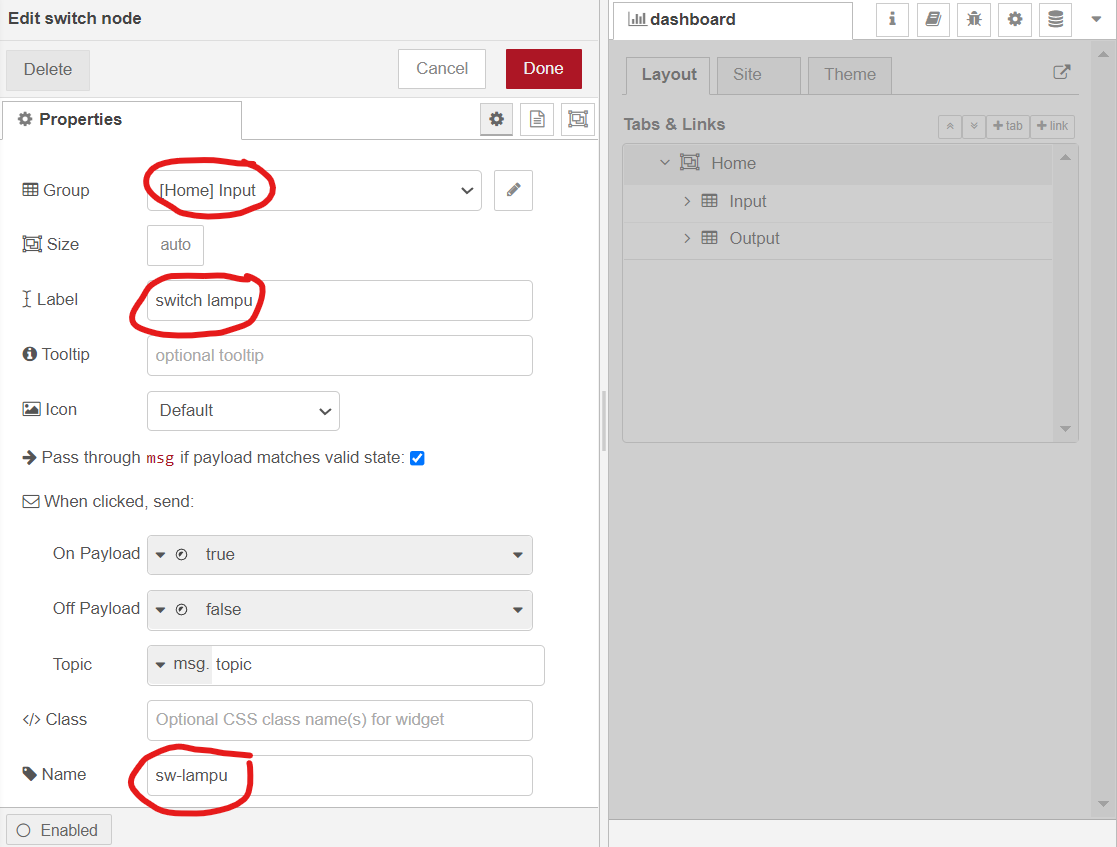 Edit switch node
Delete
Cancel
Done
Properties
Group
[Home] Input
Size
auto
Label
switch lampu
Tooltip
optional tooltip
Icon
Default
Pass through msg if payload matches valid state:
When clicked, send:
On Payload
true
Off Payload
false
Topic
msg. topic
Class
Optional CSS class name(s) for widget
Name
sw-lampu
Enabled
dashboard
Layout
Site
Theme
Tabs & Links
+ tab
+ link
Home
Input
Output